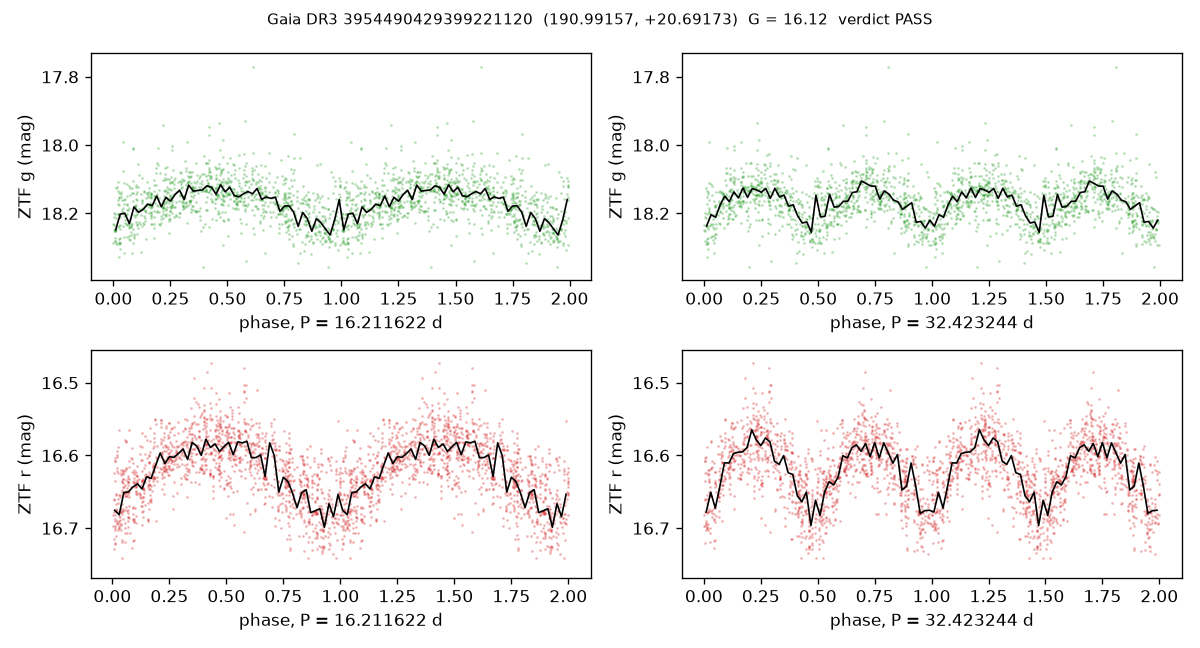 Gaia DR3 3954490429399221120 (190.99157, +20.69173) G = 16.12 verdict PASS
ZTF g (mag)
17.8
18.0
18.2
0.00 0.25 0.50 0.75 1.00 1.25 1.50 1.75 2.00
phase, P = 16.211622 d
ZTF g (mag)
17.8
18.0
18.2
0.00 0.25 0.50 0.75 1.00 1.25 1.50 1.75 2.00
phase, P = 32.423244 d
ZTF r (mag)
16.5
16.6
16.7
0.00 0.25 0.50 0.75 1.00 1.25 1.50 1.75 2.00
phase, P = 16.211622 d
ZTF r (mag)
16.5
16.6
16.7
0.00 0.25 0.50 0.75 1.00 1.25 1.50 1.75 2.00
phase, P = 32.423244 d